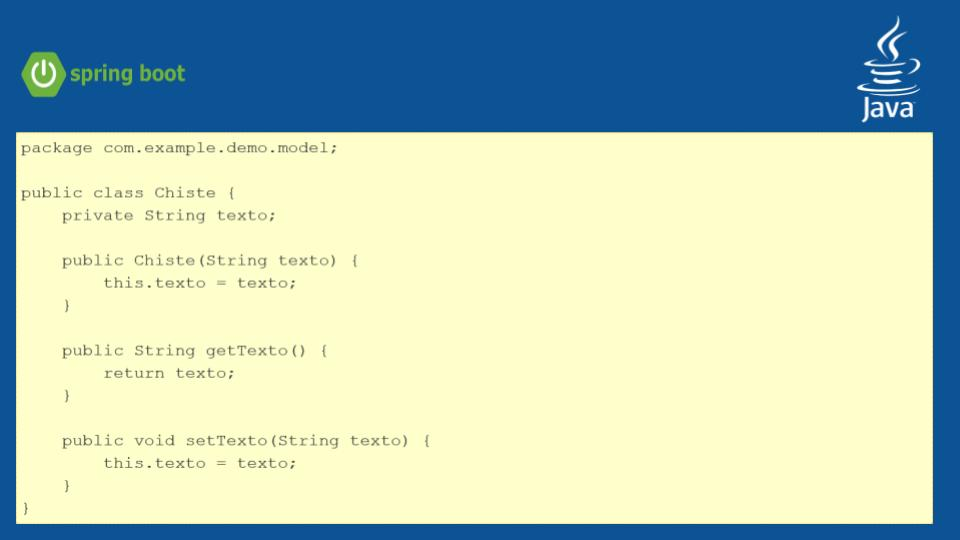 spring boot
Java
package com.example.demo.model;
public class Chiste {
    private String texto;
    public Chiste(String texto) {
        this.texto = texto;
    }
    public String getTexto() {
        return texto;
    }
    public void setTexto(String texto) {
        this.texto = texto;
    }
}